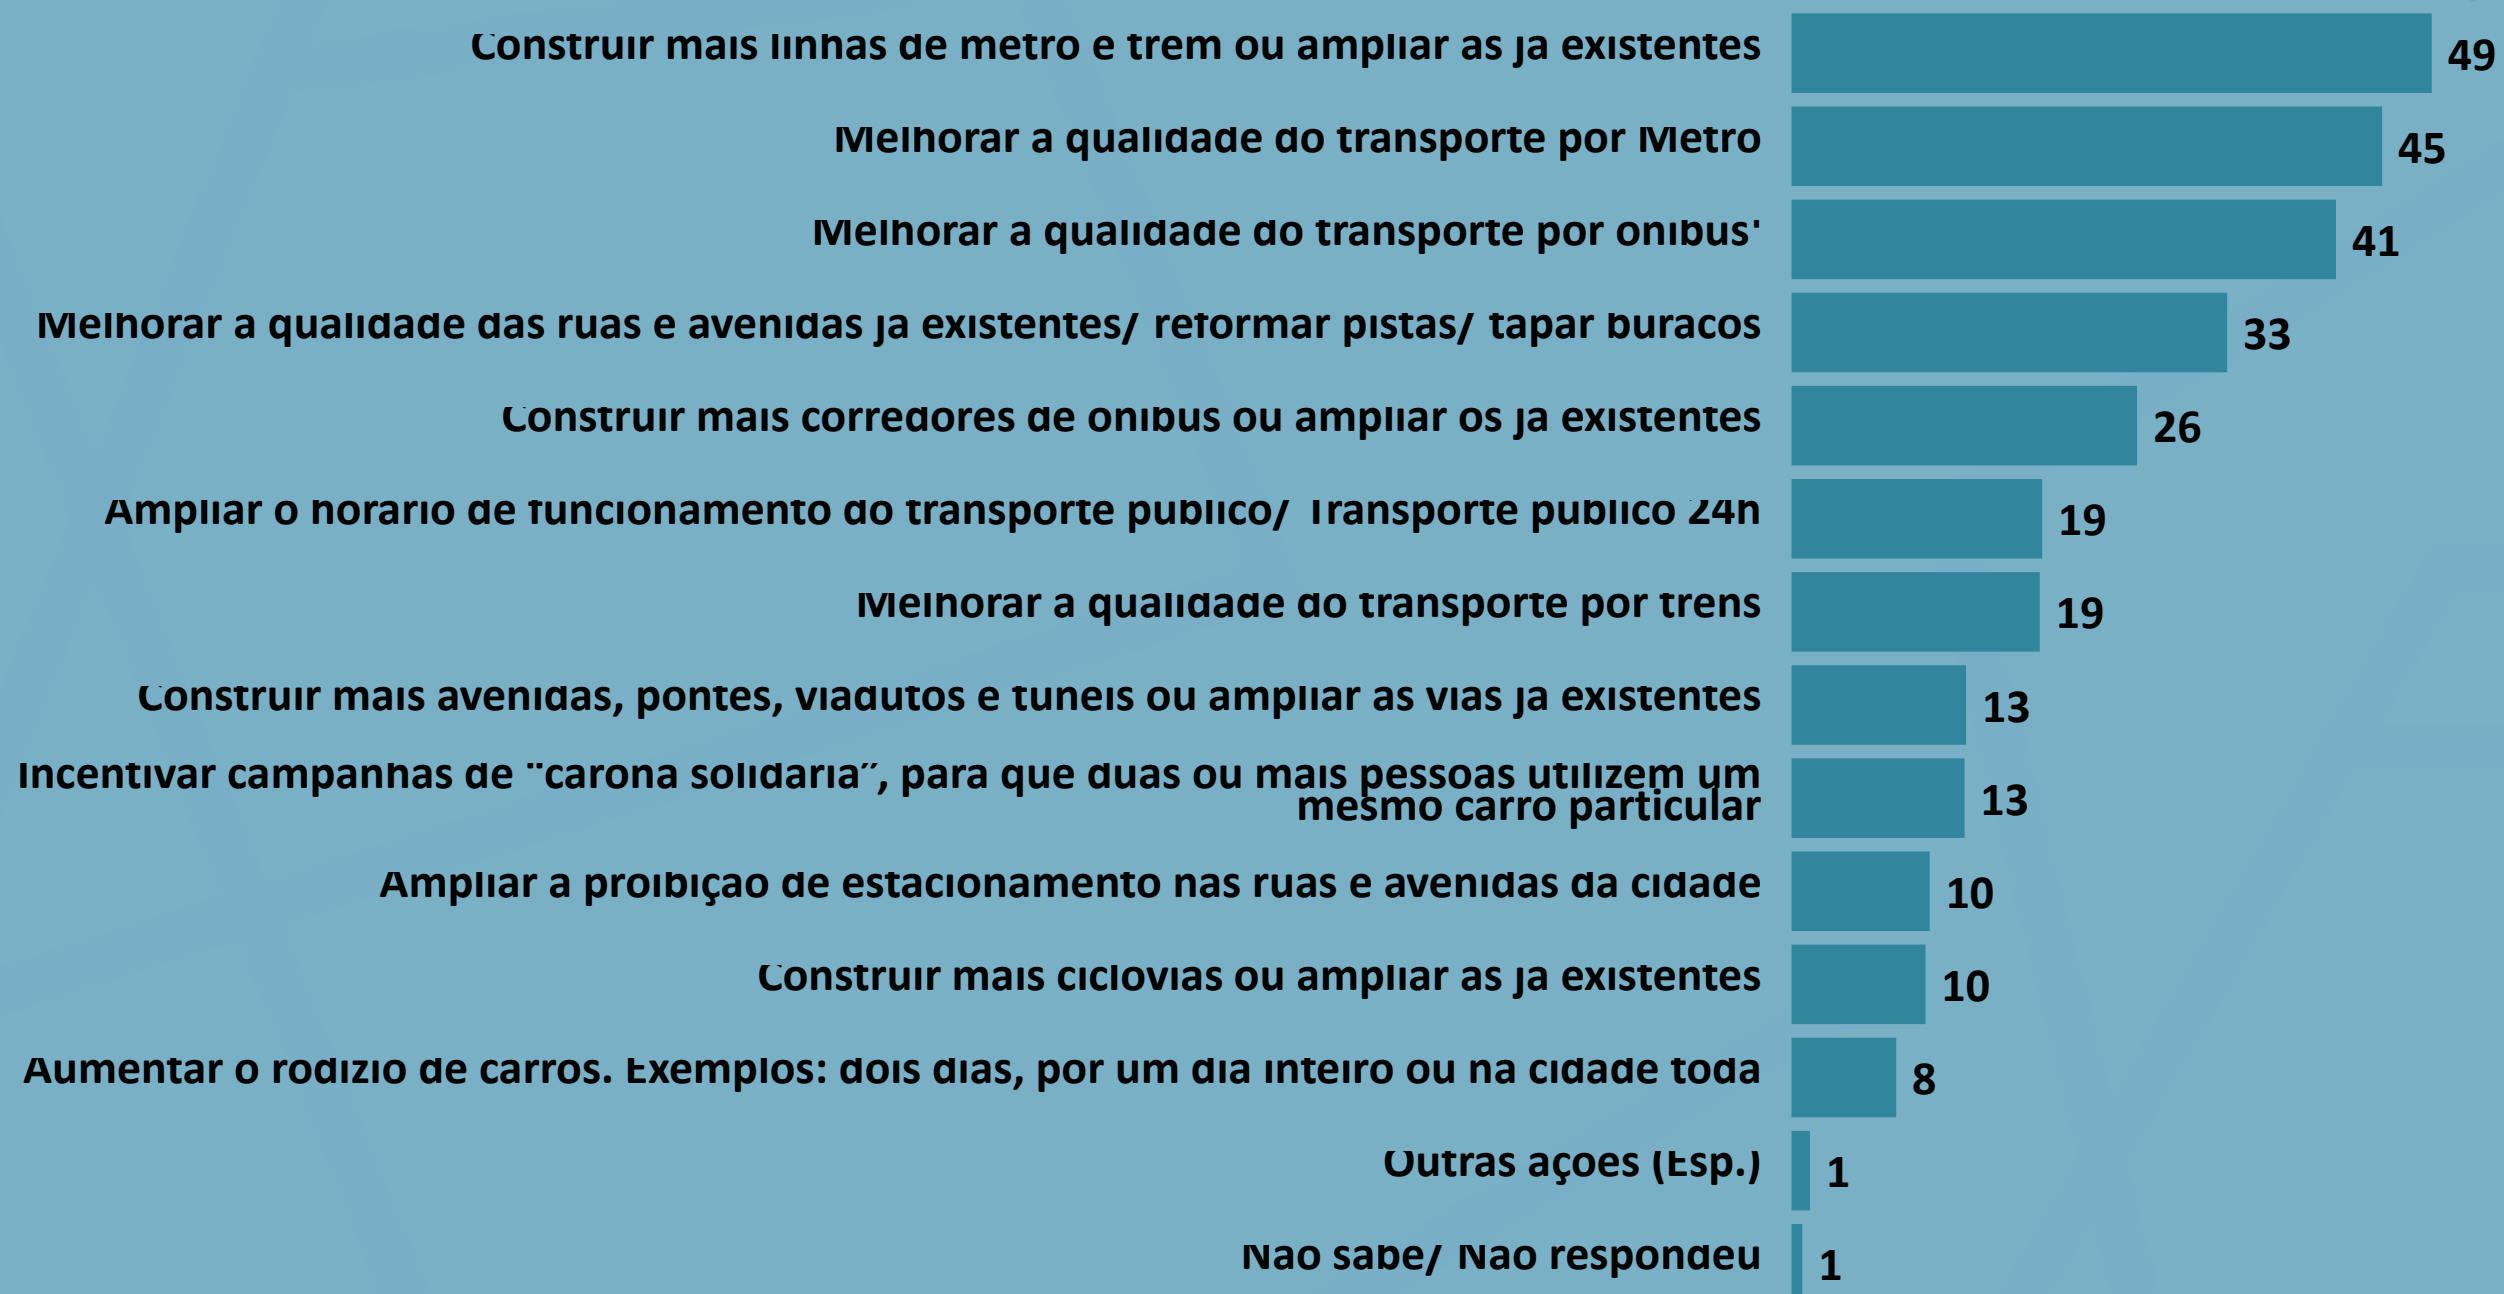 Construir mais linhas de metrô e trem ou ampliar as já existentes 49
Melhorar a qualidade do transporte por Metrô 45
Melhorar a qualidade do transporte por ônibus' 41
Melhorar a qualidade das ruas e avenidas já existentes/ reformar pistas/ tapar buracos 33
Construir mais corredores de ônibus ou ampliar os já existentes 26
Ampliar o horário de funcionamento do transporte público/ Transporte público 24h 19
Melhorar a qualidade do transporte por trens 19
Construir mais avenidas, pontes, viadutos e túneis ou ampliar as vias já existentes 13
Incentivar campanhas de “carona solidária”, para que duas ou mais pessoas utilizem um
mesmo carro particular 13
Ampliar a proibição de estacionamento nas ruas e avenidas da cidade 10
Construir mais ciclovias ou ampliar as já existentes 10
Aumentar o rodízio de carros. Exemplos: dois dias, por um dia inteiro ou na cidade toda 8
Outras ações (Esp.) 1
Não sabe/ Não respondeu 1